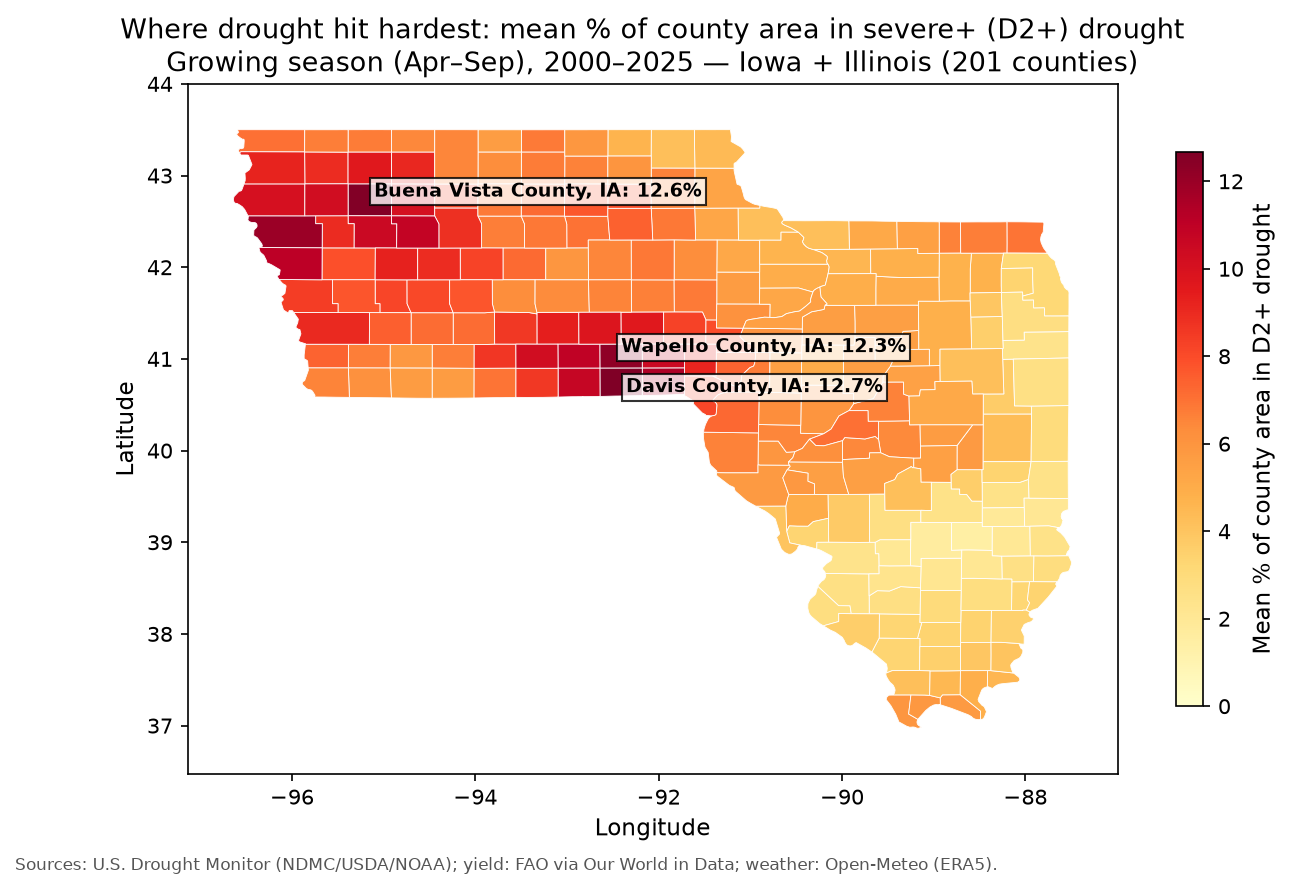 Where drought hit hardest: mean % of county area in severe+ (D2+) drought
Growing season (Apr–Sep), 2000–2025 — Iowa + Illinois (201 counties)
44
43
42
41
40
39
38
37
Latitude
Buena Vista County, IA: 12.6%
Wapello County, IA: 12.3%
Davis County, IA: 12.7%
−96
−94
−92
−90
−88
Longitude
12
10
8
6
4
2
0
Mean % of county area in D2+ drought
Sources: U.S. Drought Monitor (NDMC/USDA/NOAA); yield: FAO via Our World in Data; weather: Open-Meteo (ERA5).